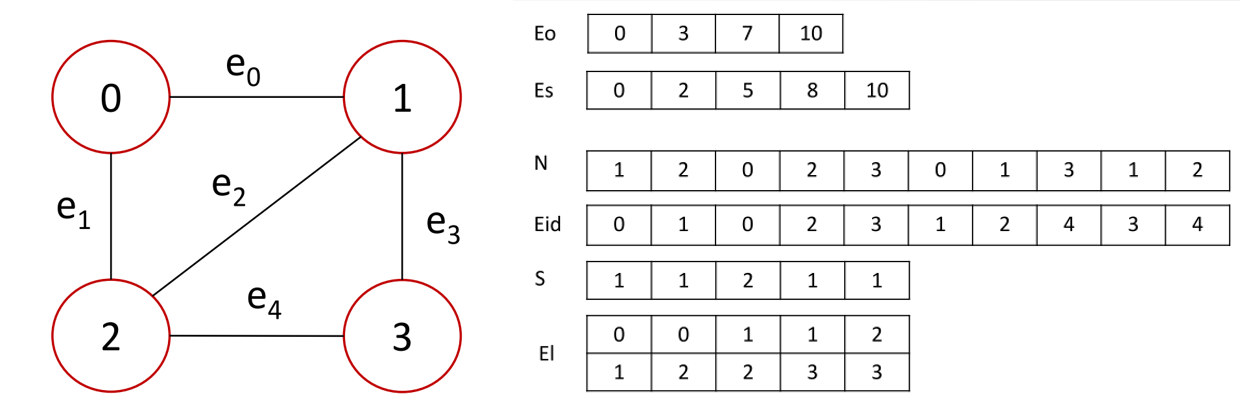 e0
0
1
e1
e2
e3
e4
2
3
Eo 0 3 7 10
Es 0 2 5 8 10
N 1 2 0 2 3 0 1 3 1 2
Eid 0 1 0 2 3 1 2 4 3 4
S 1 1 2 1 1
El 0 0 1 1 2
1 2 2 3 3